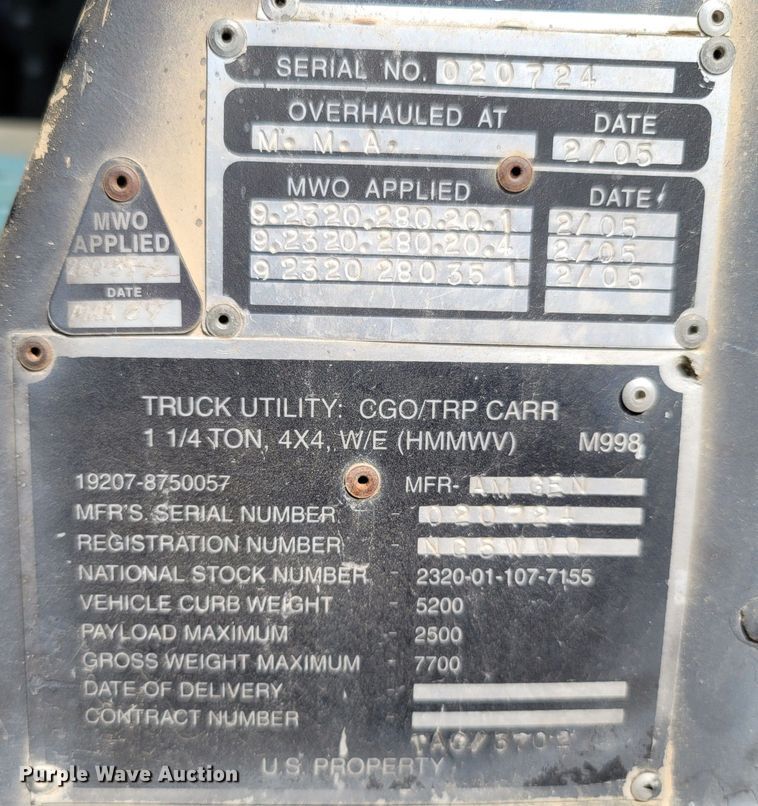 SERIAL NO. 020724
OVERHAULED AT DATE
M. M. A. 2/05
MWO APPLIED DATE
9.2320.280.20.1 2/05
9.2320.280.20.4 2/05
9 2320 280 35 1 2/05
MWO
APPLIED
DATE
TRUCK UTILITY: CGO/TRP CARR
1 1/4 TON, 4X4, W/E (HMMWV) M998
19207-8750057 MFR- AM GEN
MFR'S. SERIAL NUMBER - 020724
REGISTRATION NUMBER - NG5WW0
NATIONAL STOCK NUMBER - 2320-01-107-7155
VEHICLE CURB WEIGHT - 5200
PAYLOAD MAXIMUM - 2500
GROSS WEIGHT MAXIMUM - 7700
DATE OF DELIVERY
CONTRACT NUMBER
U.S. PROPERTY
Purple Wave Auction